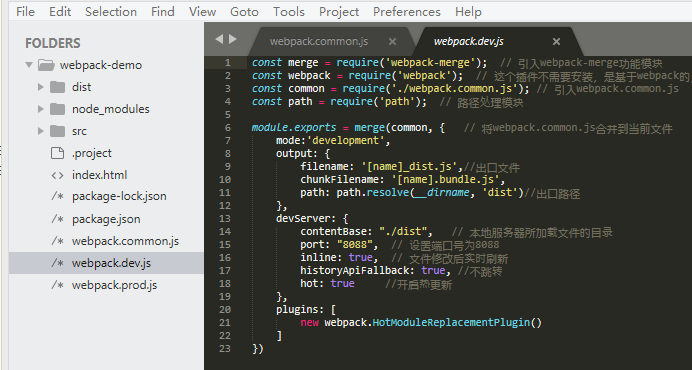 File Edit Selection Find View Goto Tools Project Preferences Help
FOLDERS
webpack-demo
dist
node_modules
src
.project
index.html
/* package-lock.json
/* package.json
/* webpack.common.js
/* webpack.dev.js
/* webpack.prod.js
webpack.common.js × webpack.dev.js ×
1 const merge = require('webpack-merge'); // 引入webpack-merge功能模块
2 const webpack = require('webpack'); // 这个插件不需要安装，是基于webpack的
3 const common = require('./webpack.common.js'); // 引入webpack.common.js
4 const path = require('path'); // 路径处理模块
5
6 module.exports = merge(common, { // 将webpack.common.js合并到当前文件
7 mode:'development',
8 output: {
9 filename: '[name]_dist.js',//出口文件
10 chunkFilename: '[name].bundle.js',
11 path: path.resolve(__dirname, 'dist')//出口路径
12 },
13 devServer: {
14 contentBase: "./dist", // 本地服务器所加载文件的目录
15 port: "8088", // 设置端口号为8088
16 inline: true, // 文件修改后实时刷新
17 historyApiFallback: true, //不跳转
18 hot: true //开启热更新
19 },
20 plugins: [
21 new webpack.HotModuleReplacementPlugin()
22 ]
23 })